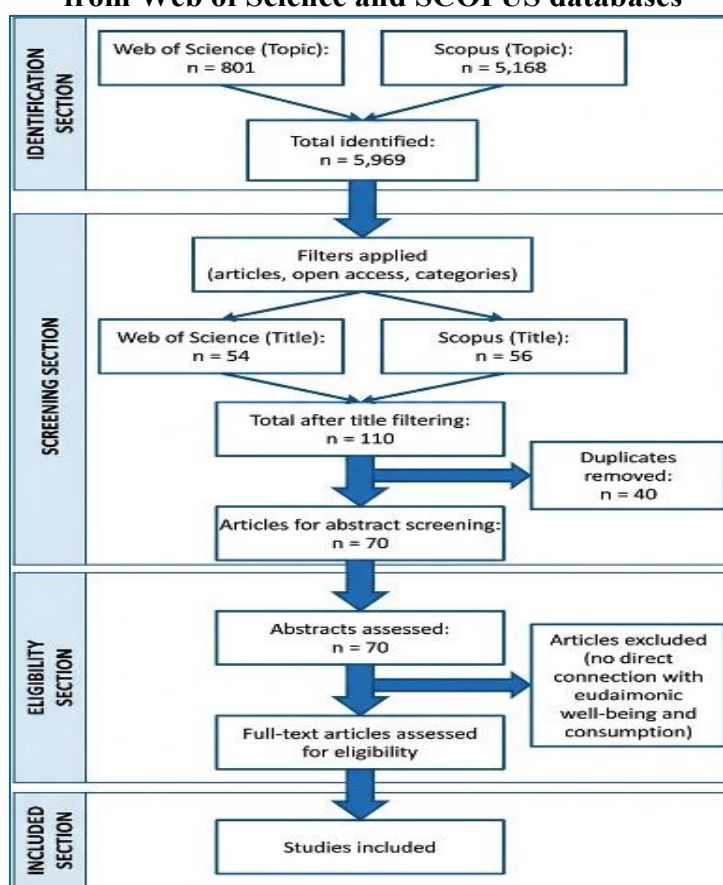 from Web of Science and SCOPUS databases
IDENTIFICATION
SECTION
Web of Science (Topic):
n = 801
Scopus (Topic):
n = 5,168
Total identified:
n = 5,969
SCREENING SECTION
Filters applied
(articles, open access, categories)
Web of Science (Title):
n = 54
Scopus (Title):
n = 56
Total after title filtering:
n = 110
Duplicates
removed:
n = 40
Articles for abstract screening:
n = 70
ELIGIBILITY
SECTION
Abstracts assessed:
n = 70
Articles excluded
(no direct
connection with
eudaimonic
well-being and
consumption)
Full-text articles assessed
for eligibility
INCLUDED
SECTION
Studies included